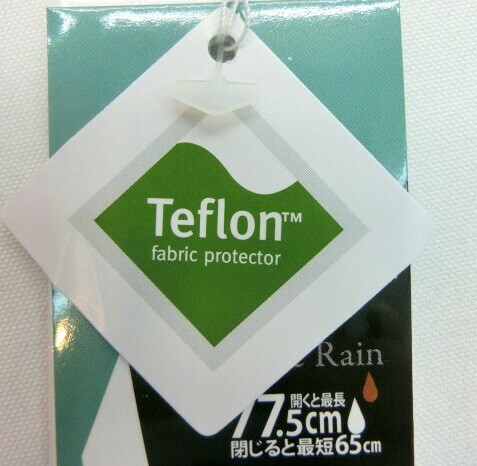 Teflon™
fabric protector
Rain
開くと最長
77.5cm
閉じると最短65cm